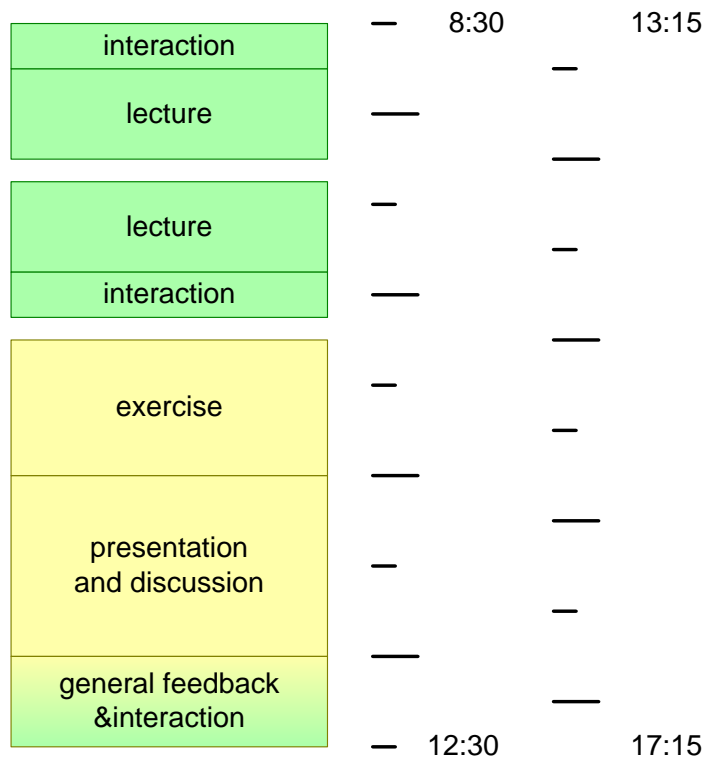 8:30
13:15
interaction
lecture
lecture
interaction
exercise
presentation
and discussion
general feedback
&interaction
12:30
17:15